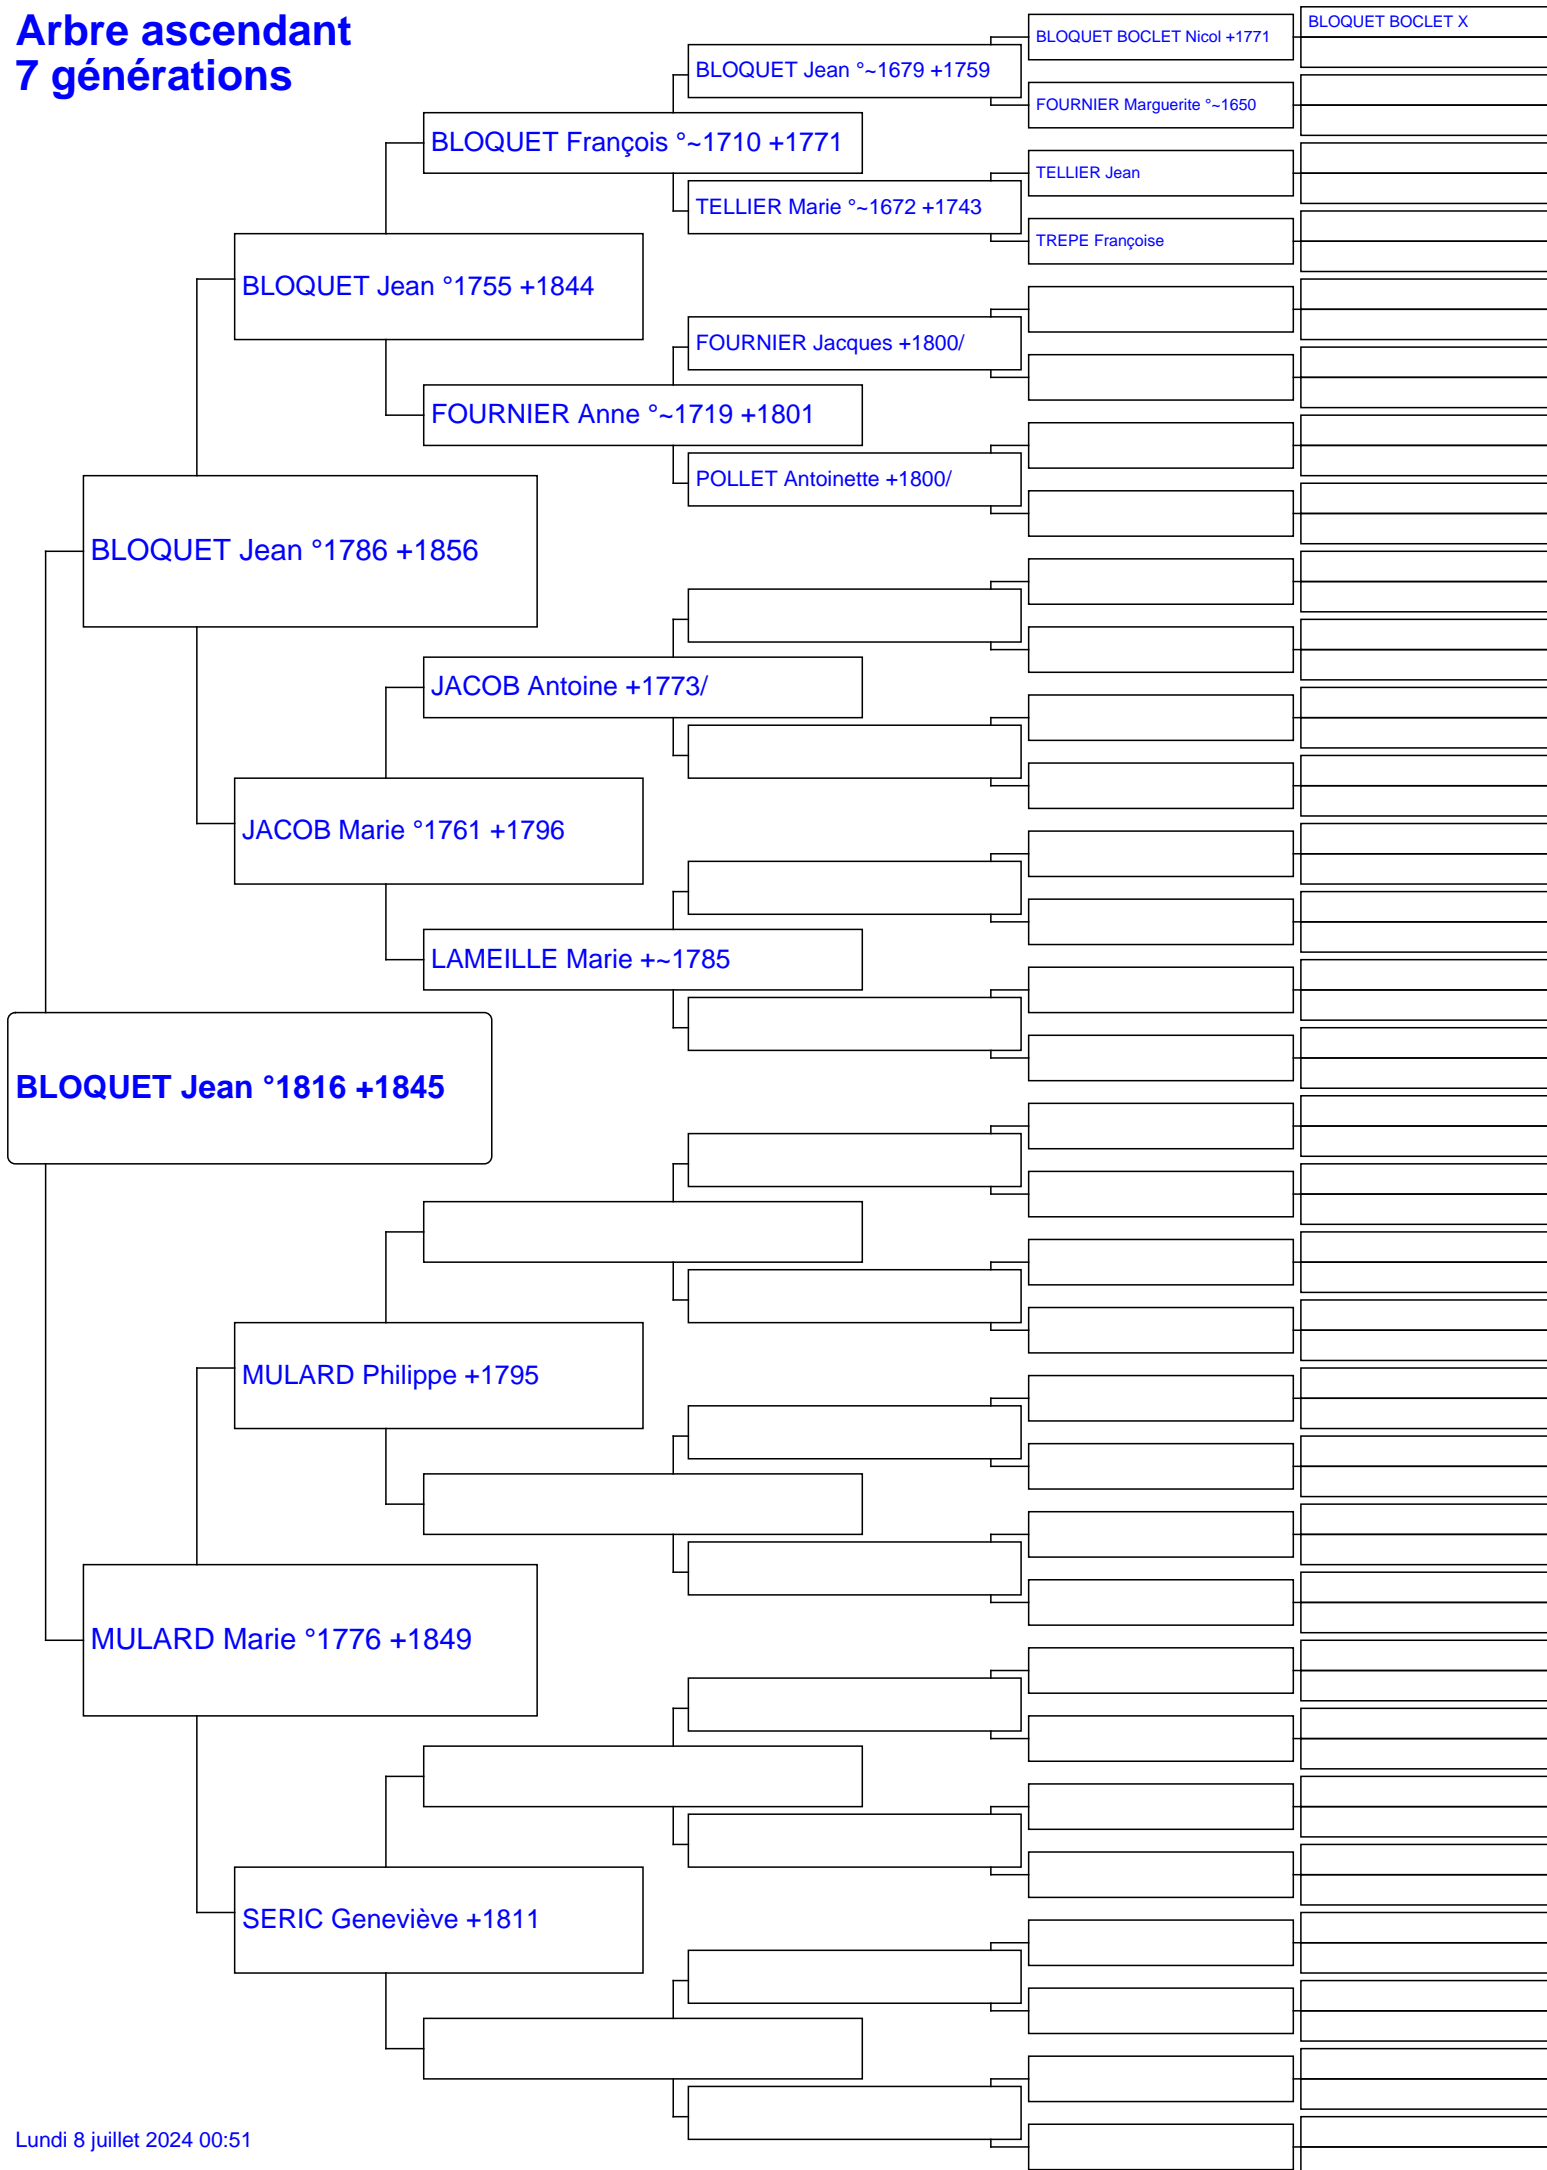 Arbre ascendant
7 générations
BLOQUET BOCLET X
BLOQUET BOCLET Nicol +1771
BLOQUET Jean °~1679 +1759
FOURNIER Marguerite °~1650
BLOQUET François °~1710 +1771
TELLIER Jean
TELLIER Marie °~1672 +1743
TREPE Françoise
BLOQUET Jean °1755 +1844
FOURNIER Jacques +1800/
FOURNIER Anne °~1719 +1801
POLLET Antoinette +1800/
BLOQUET Jean °1786 +1856
JACOB Antoine +1773/
JACOB Marie °1761 +1796
LAMEILLE Marie +~1785
BLOQUET Jean °1816 +1845
MULARD Philippe +1795
MULARD Marie °1776 +1849
SERIC Geneviève +1811
Lundi 8 juillet 2024 00:51